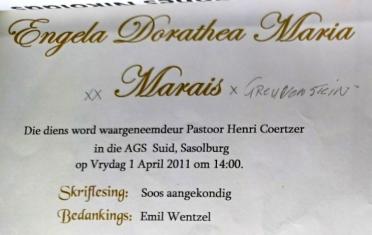 Engela Dorathea Maria
xx Marais x GREYVENSTEIN
Die diens word waargeneemdeur Pastoor Henri Coertzer
in die AGS Suid, Sasolburg
op Vrydag 1 April 2011 om 14:00.
Skriflesing: Soos aangekondig
Bedankings: Emil Wentzel